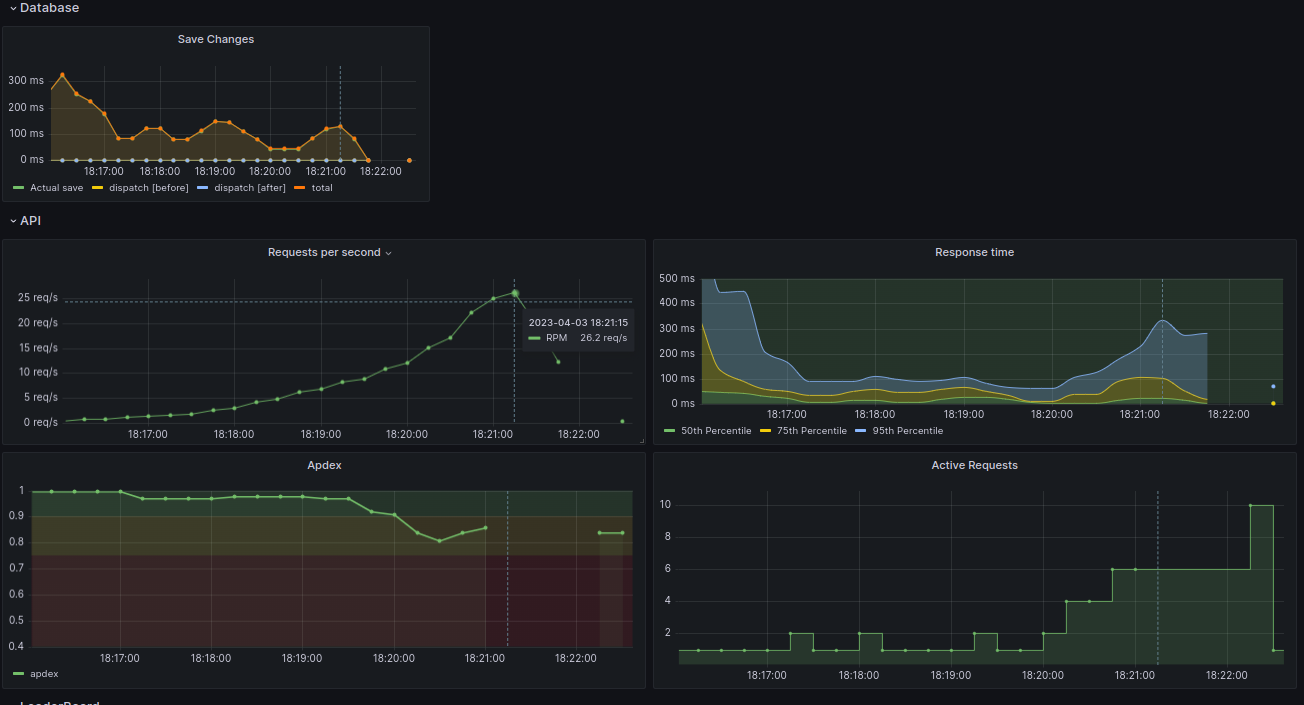 Database
Save Changes
300 ms
200 ms
100 ms
0 ms
18:17:00 18:18:00 18:19:00 18:20:00 18:21:00 18:22:00
Actual save dispatch [before] dispatch [after] total
API
Requests per second
25 req/s
20 req/s
15 req/s
10 req/s
5 req/s
0 req/s
18:17:00 18:18:00 18:19:00 18:20:00 18:21:00 18:22:00
2023-04-03 18:21:15
RPM 26.2 req/s
Response time
500 ms
400 ms
300 ms
200 ms
100 ms
0 ms
18:17:00 18:18:00 18:19:00 18:20:00 18:21:00 18:22:00
50th Percentile 75th Percentile 95th Percentile
Apdex
1
0.9
0.8
0.7
0.6
0.5
0.4
18:17:00 18:18:00 18:19:00 18:20:00 18:21:00 18:22:00
apdex
Active Requests
10
8
6
4
2
18:17:00 18:18:00 18:19:00 18:20:00 18:21:00 18:22:00
LeaderBoard